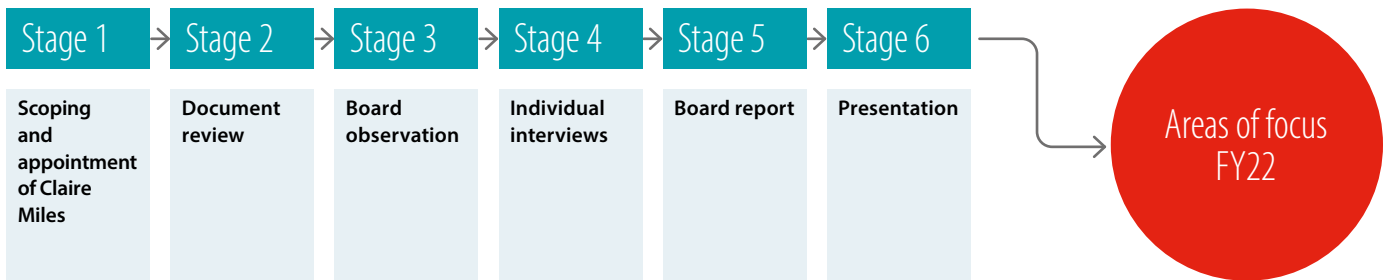 Stage 1
Stage 2
Stage 3
Stage 4
Stage 5
Stage 6
Scoping
and
appointment
of Claire
Miles
Document
review
Board
observation
Individual
interviews
Board report
Presentation
Areas of focus
FY22